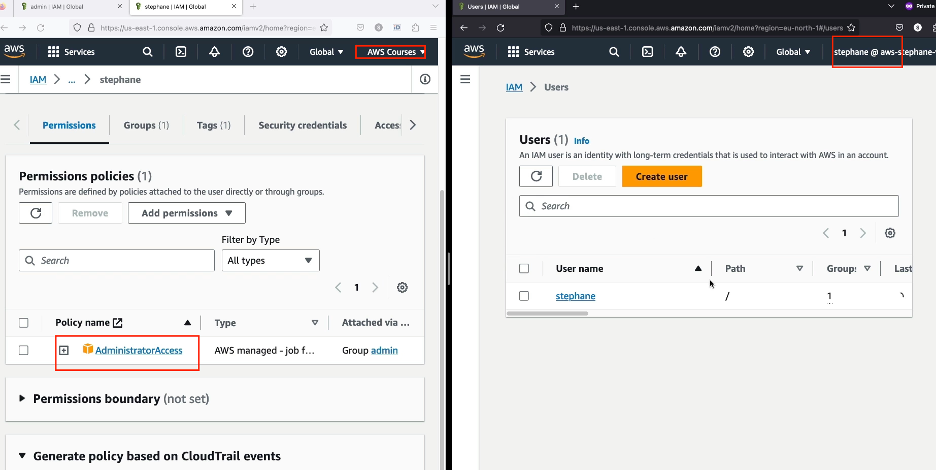 admin | IAM | Global
stephane | IAM | Global
https://us-east-1.console.aws.amazon.com/iamv2/home?region=us-east-1#
aws
Services
Global
AWS Courses
IAM > ... > stephane
Permissions
Groups (1)
Tags (1)
Security credentials
Acces
Permissions policies (1)
Permissions are defined by policies attached to the user directly or through groups.
Remove
Add permissions
Filter by Type
Search
All types
1
Policy name
Type
Attached via ...
AdministratorAccess
AWS managed - job f...
Group admin
Permissions boundary (not set)
Generate policy based on CloudTrail events
Users | IAM | Global
Private
https://us-east-1.console.aws.amazon.com/iamv2/home?region=eu-north-1#/users
aws
Services
Global
stephane @ aws-stephane-
IAM > Users
Users (1) Info
An IAM user is an identity with long-term credentials that is used to interact with AWS in an account.
Delete
Create user
Search
1
User name
Path
Group:
Last
stephane
/
1